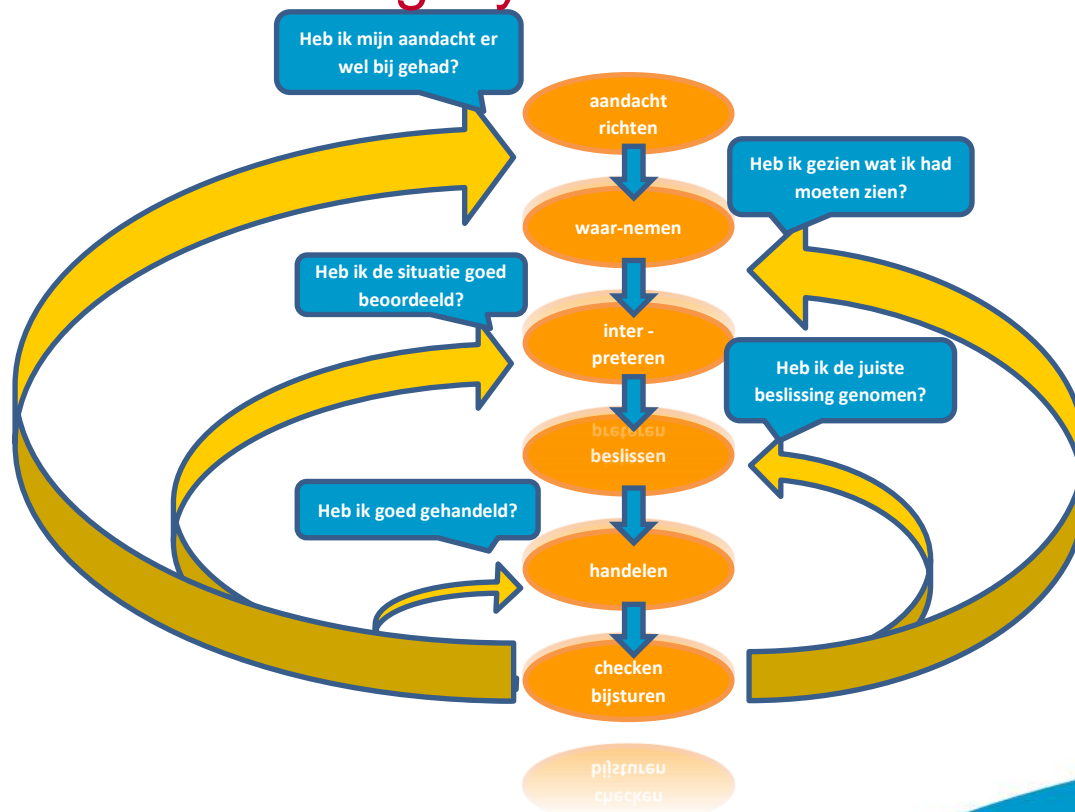 Heb ik mijn aandacht er
wel bij gehad?
aandacht
richten
Heb ik gezien wat ik had
moeten zien?
waar-nemen
Heb ik de situatie goed
beoordeeld?
inter -
preteren
Heb ik de juiste
beslissing genomen?
beslissen
Heb ik goed gehandeld?
handelen
checken
bijsturen